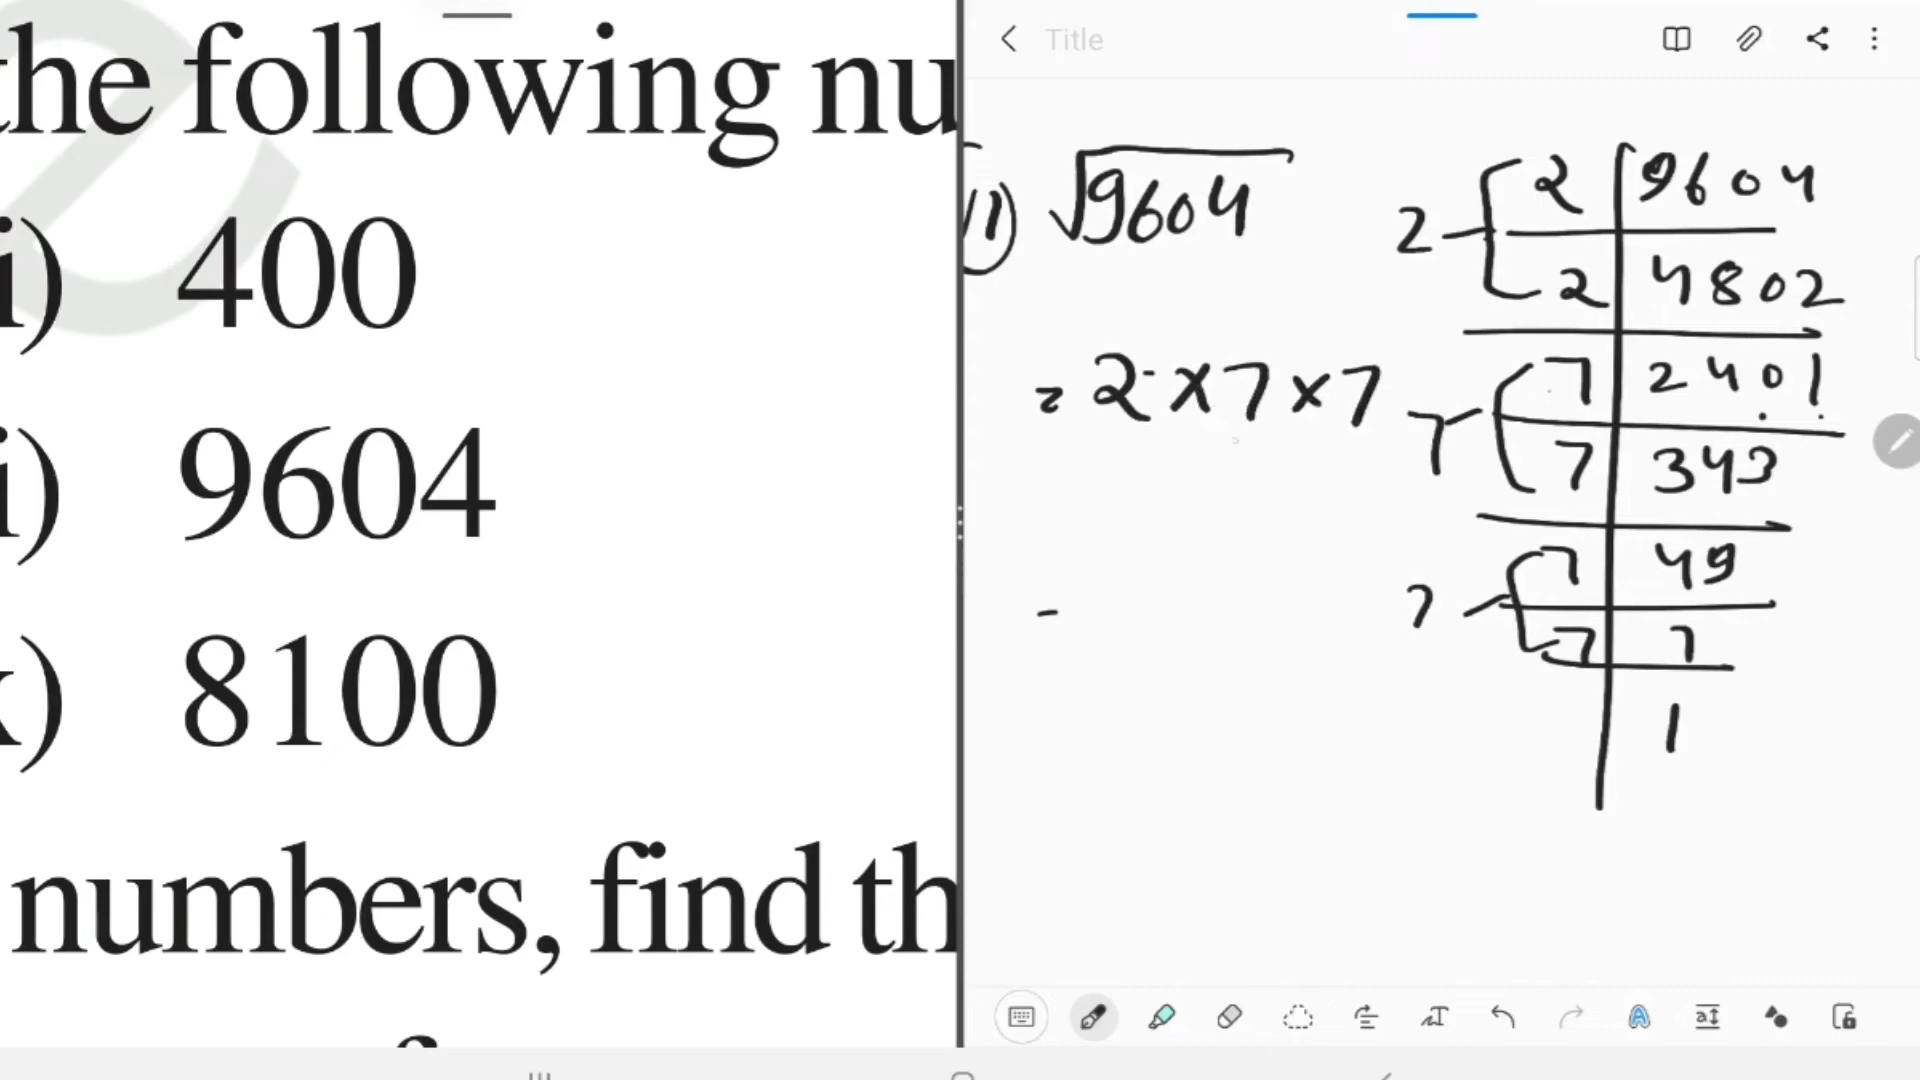 the following nu
i) 400
i) 9604
x) 8100
numbers, find th
Title
√9604
= 2 × 7 × 7
-
2 2 9604
2 4802
7 7 2401
7 343
7 7 49
7 7
1